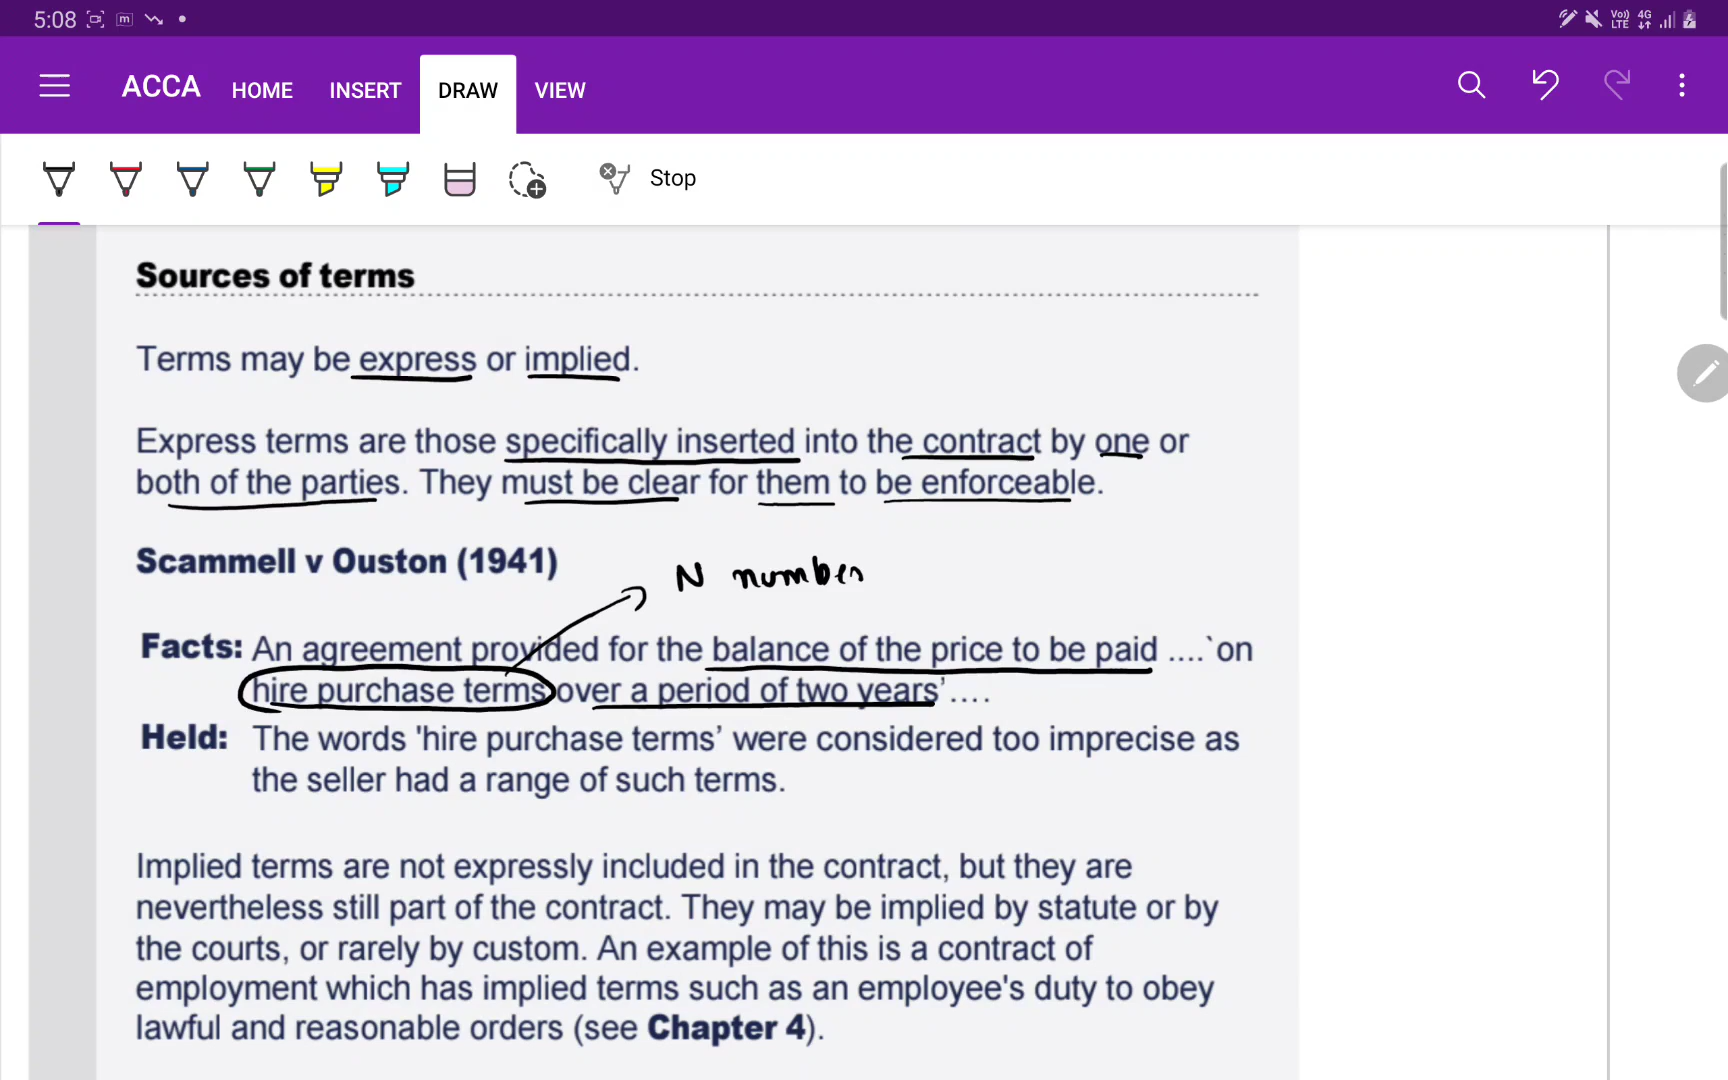 5:08
Vo)) LTE 4G
ACCA HOME INSERT DRAW VIEW
Stop
Sources of terms
Terms may be express or implied.
Express terms are those specifically inserted into the contract by one or
both of the parties. They must be clear for them to be enforceable.
Scammell v Ouston (1941)
N number
Facts: An agreement provided for the balance of the price to be paid ....`on
hire purchase terms over a period of two years’....
Held: The words 'hire purchase terms’ were considered too imprecise as
the seller had a range of such terms.
Implied terms are not expressly included in the contract, but they are
nevertheless still part of the contract. They may be implied by statute or by
the courts, or rarely by custom. An example of this is a contract of
employment which has implied terms such as an employee's duty to obey
lawful and reasonable orders (see Chapter 4).